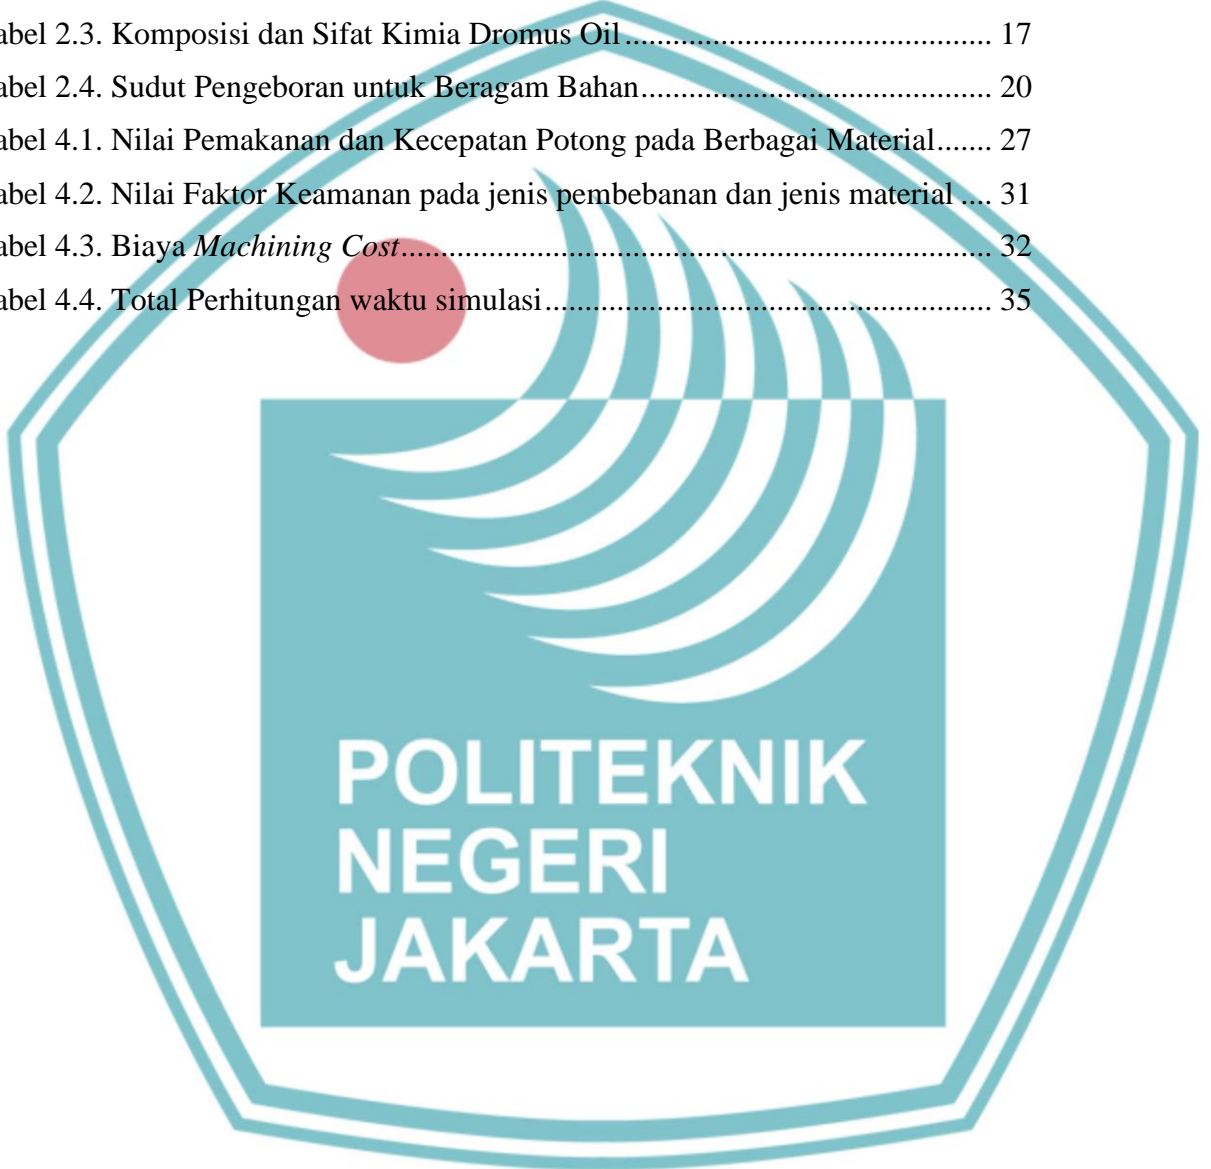 abel 2.3. Komposisi dan Sifat Kimia Dromus Oil .............................................. 17
abel 2.4. Sudut Pengeboran untuk Beragam Bahan............................................ 20
abel 4.1. Nilai Pemakanan dan Kecepatan Potong pada Berbagai Material....... 27
abel 4.2. Nilai Faktor Keamanan pada jenis pembebanan dan jenis material .... 31
abel 4.3. Biaya Machining Cost.......................................................................... 32
abel 4.4. Total Perhitungan waktu simulasi........................................................ 35
POLITEKNIK
NEGERI
JAKARTA